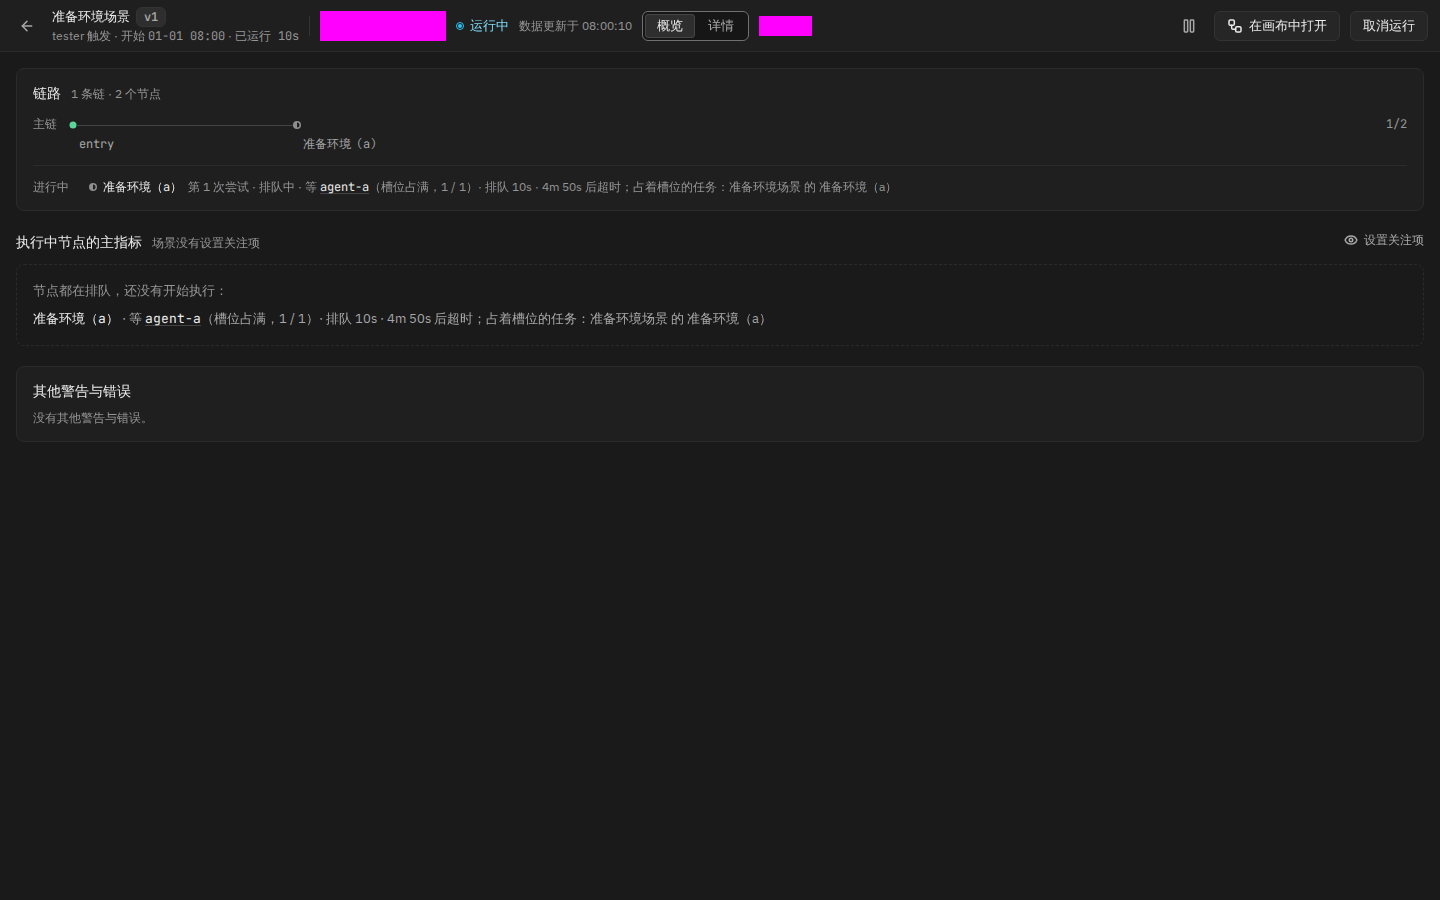 准备环境场景 v1
tester 触发 · 开始 01-01 08:00 · 已运行 10s
运行中 数据更新于 08:00:10 概览 详情
在画布中打开 取消运行
链路 1 条链 · 2 个节点
主链 1/2
entry 准备环境（a）
进行中 准备环境（a） 第 1 次尝试 · 排队中 · 等 agent-a（槽位占满，1 / 1）· 排队 10s · 4m 50s 后超时；占着槽位的任务：准备环境场景 的 准备环境（a）
执行中节点的主指标 场景没有设置关注项 设置关注项
节点都在排队，还没有开始执行：
准备环境（a） · 等 agent-a（槽位占满，1 / 1）· 排队 10s · 4m 50s 后超时；占着槽位的任务：准备环境场景 的 准备环境（a）
其他警告与错误
没有其他警告与错误。